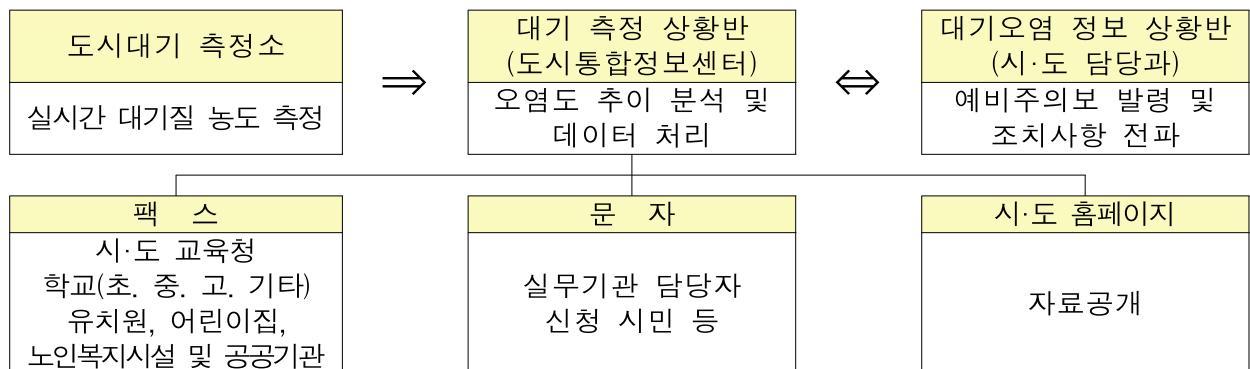 도시대기 측정소
실시간 대기질 농도 측정
⇒
대기 측정 상황반
(도시통합정보센터)
오염도 추이 분석 및
데이터 처리
⇔
대기오염 정보 상황반
(시·도 담당과)
예비주의보 발령 및
조치사항 전파
팩 스
시·도 교육청
학교(초. 중. 고. 기타)
유치원, 어린이집,
노인복지시설 및 공공기관
문 자
실무기관 담당자
신청 시민 등
시·도 홈페이지
자료공개